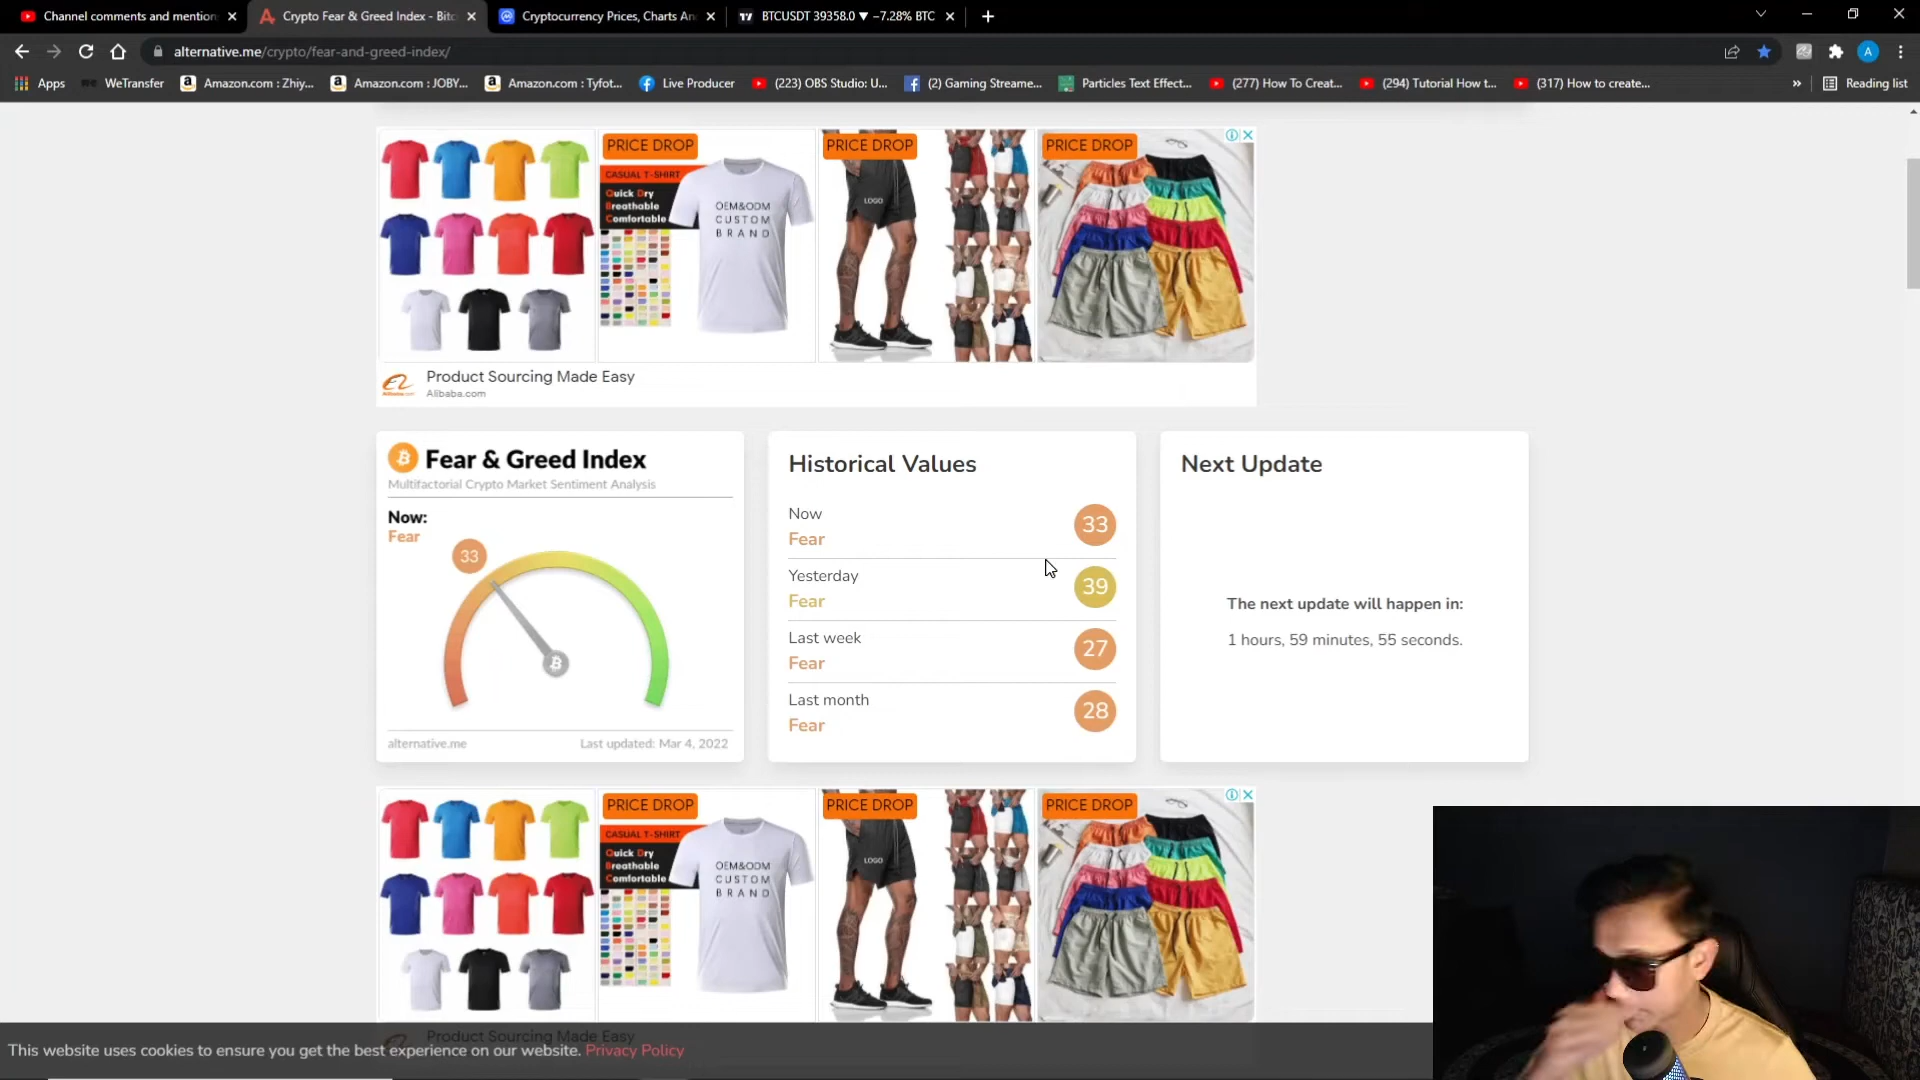 Channel comments and mention
Crypto Fear & Greed Index - Bitc
Cryptocurrency Prices, Charts An
BTCUSDT 39358.0 ▼ −7.28% BTC
alternative.me/crypto/fear-and-greed-index/
A
Apps
WeTransfer
Amazon.com : Zhiy...
Amazon.com : JOBY...
Amazon.com : Tyfot...
Live Producer
(223) OBS Studio: U...
(2) Gaming Streame...
Particles Text Effect...
(277) How To Creat...
(294) Tutorial How t...
(317) How to create...
»
Reading list
PRICE DROP
PRICE DROP
PRICE DROP
CASUAL T-SHIRT
Quick Dry
Breathable
Comfortable
OEM&ODM
CUSTOM
BRAND
LOGO
Product Sourcing Made Easy
Alibaba.com
Fear & Greed Index
Multifactorial Crypto Market Sentiment Analysis
Now:
Fear
33
alternative.me
Last updated: Mar 4, 2022
Historical Values
Now
Fear
33
Yesterday
Fear
39
Last week
Fear
27
Last month
Fear
28
Next Update
The next update will happen in:
1 hours, 59 minutes, 55 seconds.
PRICE DROP
PRICE DROP
PRICE DROP
CASUAL T-SHIRT
Quick Dry
Breathable
Comfortable
OEM&ODM
CUSTOM
BRAND
LOGO
Product Sourcing Made Easy
This website uses cookies to ensure you get the best experience on our website. Privacy Policy